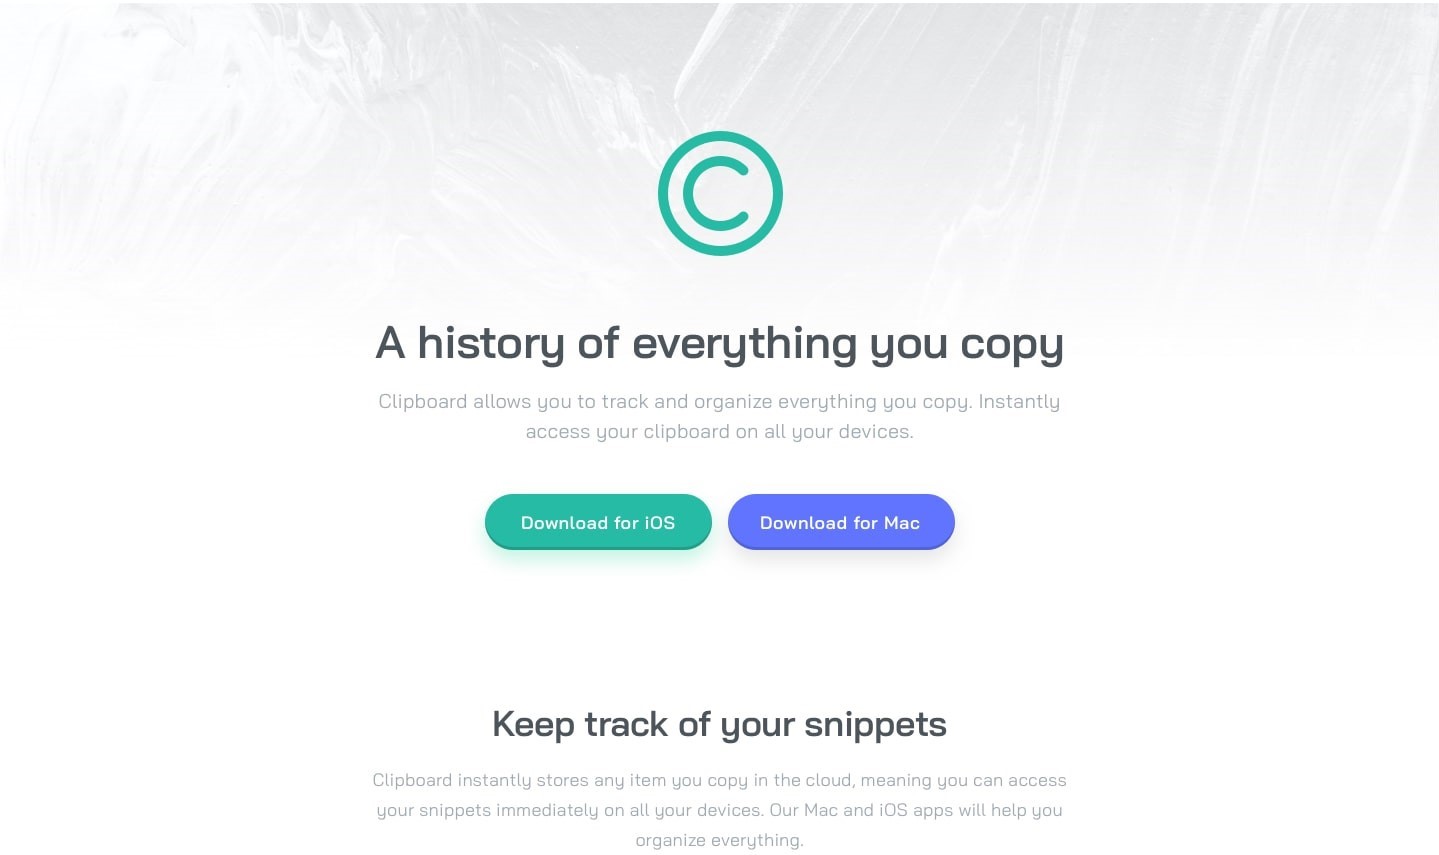 A history of everything you copy
Clipboard allows you to track and organize everything you copy. Instantly
access your clipboard on all your devices.
Download for iOS
Download for Mac
Keep track of your snippets
Clipboard instantly stores any item you copy in the cloud, meaning you can access
your snippets immediately on all your devices. Our Mac and iOS apps will help you
organize everything.